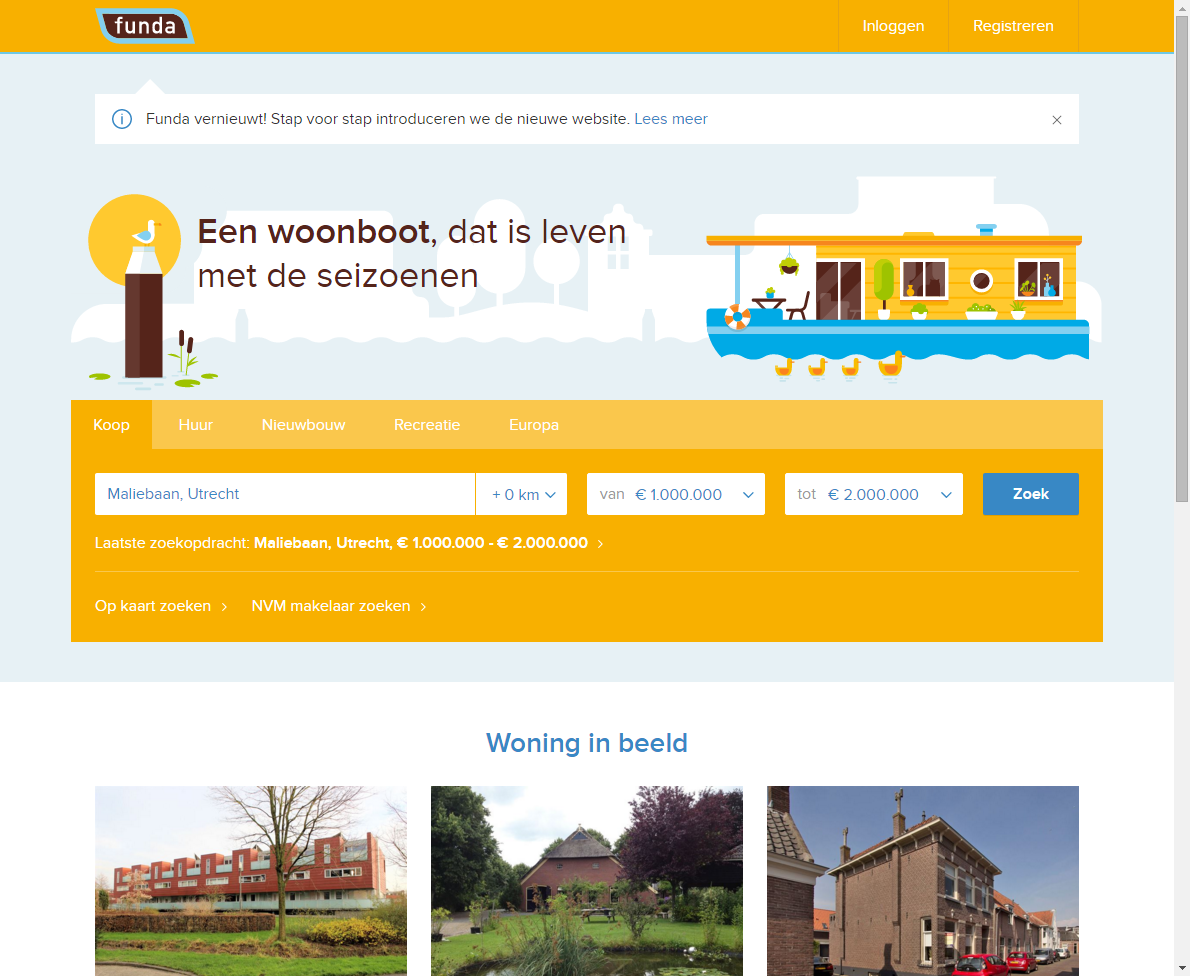 funda
Inloggen
Registreren
Funda vernieuwt! Stap voor stap introduceren we de nieuwe website. Lees meer
Een woonboot, dat is leven
met de seizoenen
Koop
Huur
Nieuwbouw
Recreatie
Europa
Maliebaan, Utrecht
+ 0 km
van € 1.000.000
tot € 2.000.000
Zoek
Laatste zoekopdracht: Maliebaan, Utrecht, € 1.000.000 - € 2.000.000
Op kaart zoeken
NVM makelaar zoeken
Woning in beeld